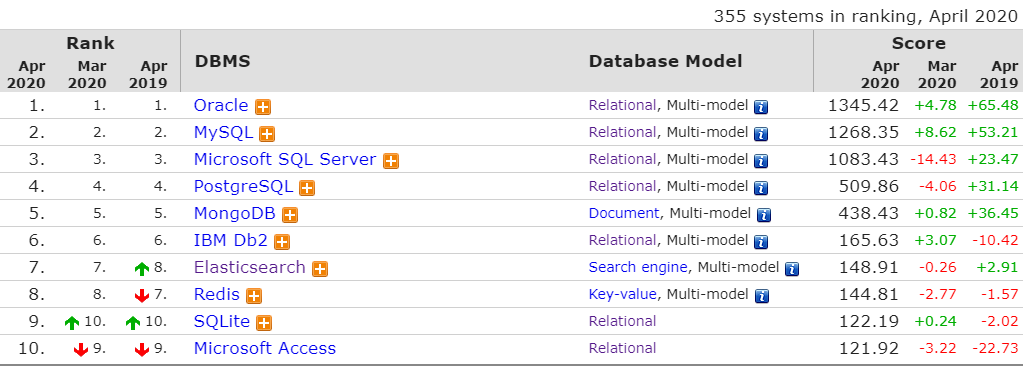 355 systems in ranking, April 2020
Rank DBMS Database Model Score
Apr 2020 Mar 2020 Apr 2019 Apr 2020 Mar 2020 Apr 2019
1. 1. 1. Oracle Relational, Multi-model 1345.42 +4.78 +65.48
2. 2. 2. MySQL Relational, Multi-model 1268.35 +8.62 +53.21
3. 3. 3. Microsoft SQL Server Relational, Multi-model 1083.43 -14.43 +23.47
4. 4. 4. PostgreSQL Relational, Multi-model 509.86 -4.06 +31.14
5. 5. 5. MongoDB Document, Multi-model 438.43 +0.82 +36.45
6. 6. 6. IBM Db2 Relational, Multi-model 165.63 +3.07 -10.42
7. 7. 8. Elasticsearch Search engine, Multi-model 148.91 -0.26 +2.91
8. 8. 7. Redis Key-value, Multi-model 144.81 -2.77 -1.57
9. 10. 10. SQLite Relational 122.19 +0.24 -2.02
10. 9. 9. Microsoft Access Relational 121.92 -3.22 -22.73